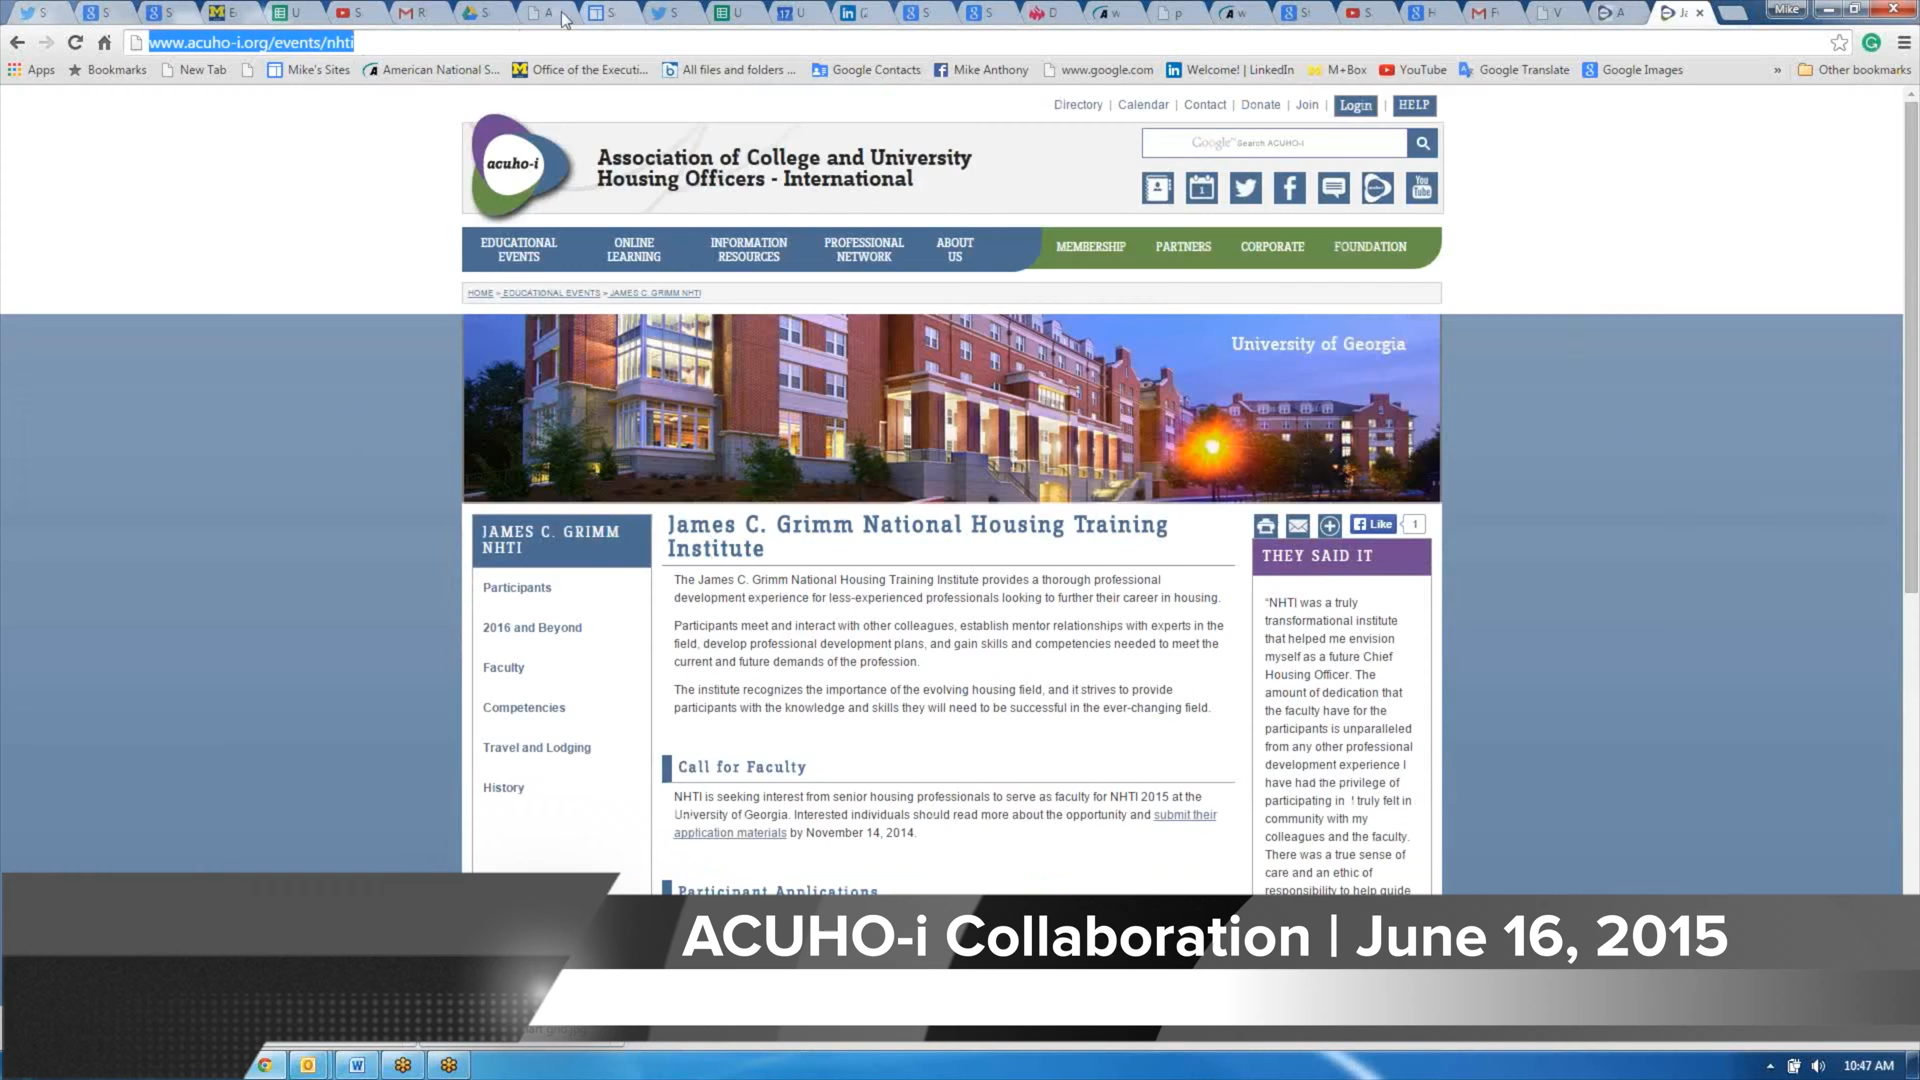 S
S
S
E
U
S
R
S
A
S
S
U
U
S
S
D
w
p
w
S
S
H
F
V
A
Ja
Mike
www.acuho-i.org/events/nhti
Apps
Bookmarks
New Tab
Mike's Sites
American National S...
Office of the Executi...
All files and folders ...
Google Contacts
Mike Anthony
www.google.com
Welcome! | LinkedIn
M+Box
YouTube
Google Translate
Google Images
»
Other bookmarks
Directory | Calendar | Contact | Donate | Join | Login | HELP
acuho-i
Association of College and University
Housing Officers - International
Google™ Search ACUHO-I
EDUCATIONAL EVENTS
ONLINE LEARNING
INFORMATION RESOURCES
PROFESSIONAL NETWORK
ABOUT US
MEMBERSHIP
PARTNERS
CORPORATE
FOUNDATION
HOME » EDUCATIONAL EVENTS » JAMES C. GRIMM NHTI
University of Georgia
JAMES C. GRIMM
NHTI
Participants
2016 and Beyond
Faculty
Competencies
Travel and Lodging
History
James C. Grimm National Housing Training
Institute
The James C. Grimm National Housing Training Institute provides a thorough professional
development experience for less-experienced professionals looking to further their career in housing.
Participants meet and interact with other colleagues, establish mentor relationships with experts in the
field, develop professional development plans, and gain skills and competencies needed to meet the
current and future demands of the profession.
The institute recognizes the importance of the evolving housing field, and it strives to provide
participants with the knowledge and skills they will need to be successful in the ever-changing field.
Call for Faculty
NHTI is seeking interest from senior housing professionals to serve as faculty for NHTI 2015 at the
University of Georgia. Interested individuals should read more about the opportunity and submit their
application materials by November 14, 2014.
Participant Applications
Like 1
THEY SAID IT
“NHTI was a truly
transformational institute
that helped me envision
myself as a future Chief
Housing Officer. The
amount of dedication that
the faculty have for the
participants is unparalleled
from any other professional
development experience I
have had the privilege of
participating in. I truly felt in
community with my
colleagues and the faculty.
There was a true sense of
care and an ethic of
responsibility to help guide
ACUHO-i Collaboration | June 16, 2015
10:47 AM